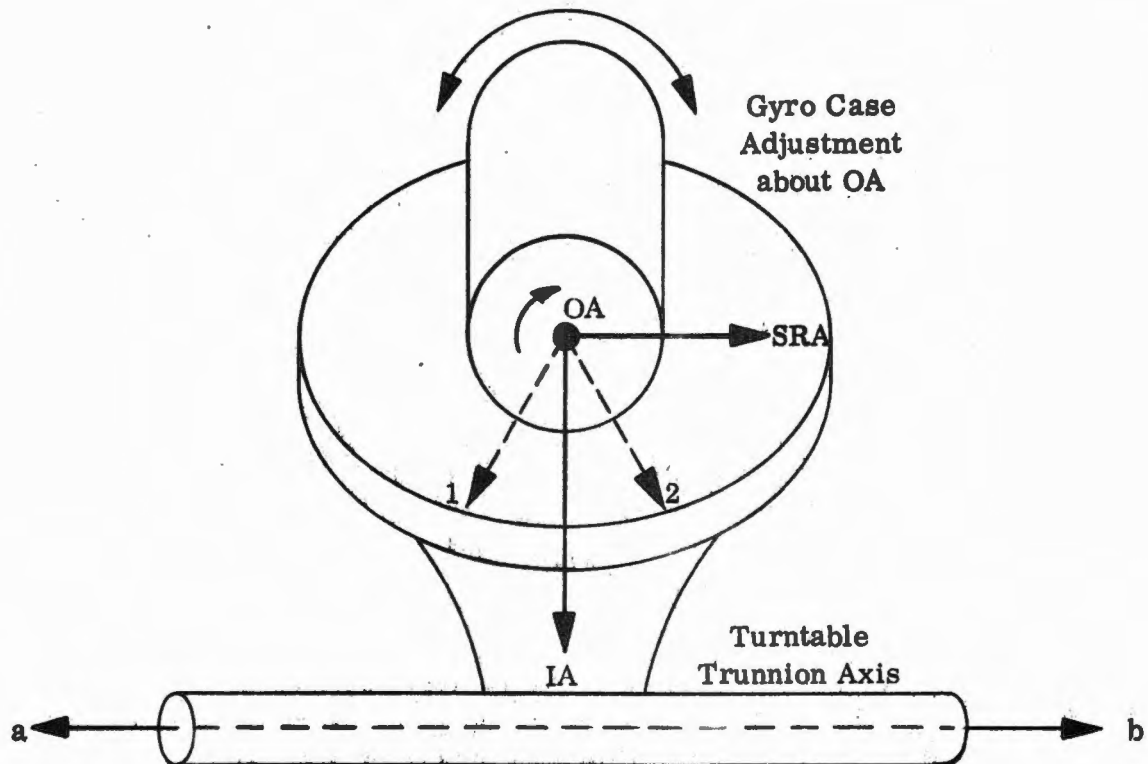 Gyro Case
Adjustment
about OA
OA
SRA
1
2
IA
Turntable
Trunnion Axis
a
b